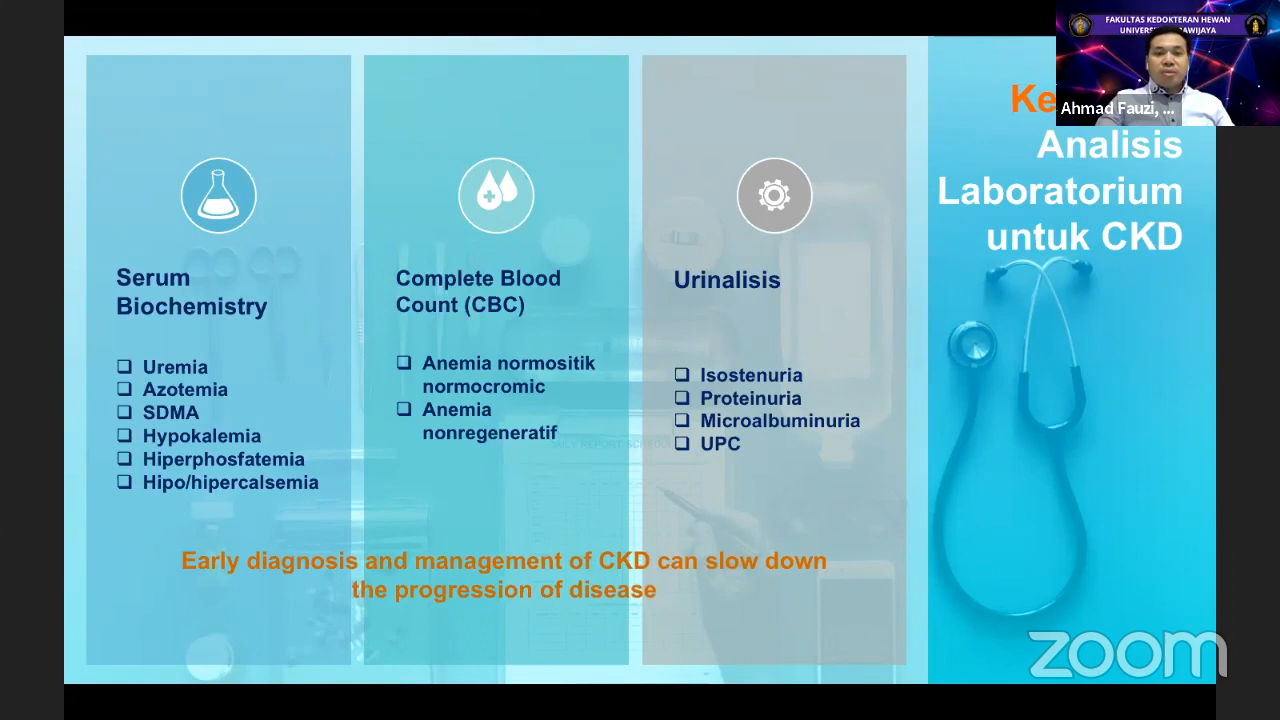 FAKULTAS KEDOKTERAN HEWAN
Ahmad Fauzi, ...
Analisis
Laboratorium
untuk CKD
Serum
Biochemistry
❑ Uremia
❑ Azotemia
❑ SDMA
❑ Hypokalemia
❑ Hiperphosfatemia
❑ Hipo/hipercalsemia
Complete Blood
Count (CBC)
❑ Anemia normositik
normocromic
❑ Anemia
nonregeneratif
Urinalisis
❑ Isostenuria
❑ Proteinuria
❑ Microalbuminuria
❑ UPC
Early diagnosis and management of CKD can slow down
the progression of disease
zoom